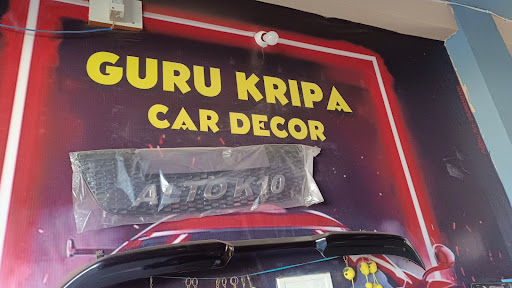 GURU KRIPA
CAR DECOR
ALTO K10